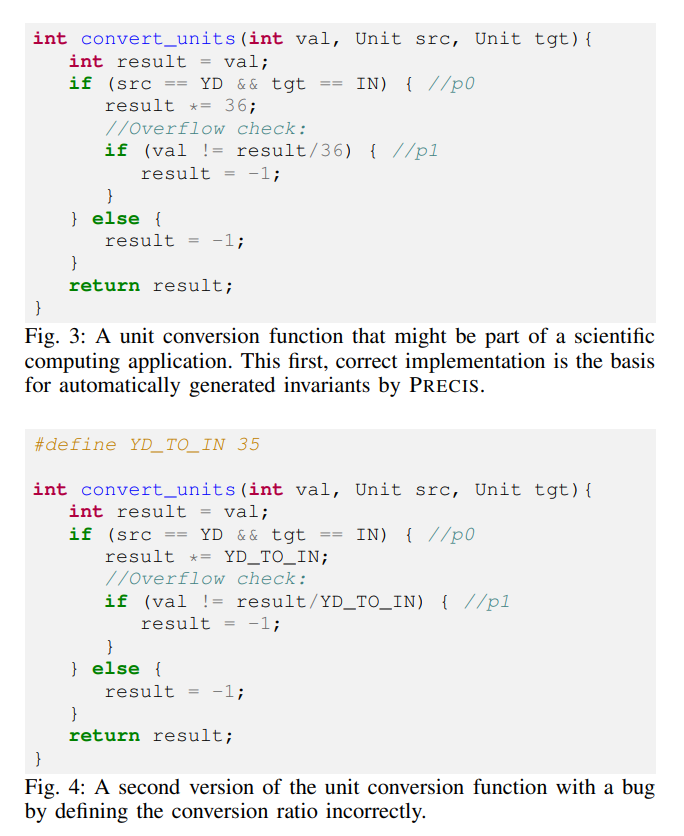 int convert_units(int val, Unit src, Unit tgt){
   int result = val;
   if (src == YD && tgt == IN) { //p0
      result *= 36;
      //Overflow check:
      if (val != result/36) { //p1
         result = -1;
      }
   } else {
      result = -1;
   }
   return result;
}
Fig. 3: A unit conversion function that might be part of a scientific
computing application. This first, correct implementation is the basis
for automatically generated invariants by PRECIS.
#define YD_TO_IN 35
int convert_units(int val, Unit src, Unit tgt){
   int result = val;
   if (src == YD && tgt == IN) { //p0
      result *= YD_TO_IN;
      //Overflow check:
      if (val != result/YD_TO_IN) { //p1
         result = -1;
      }
   } else {
      result = -1;
   }
   return result;
}
Fig. 4: A second version of the unit conversion function with a bug
by defining the conversion ratio incorrectly.